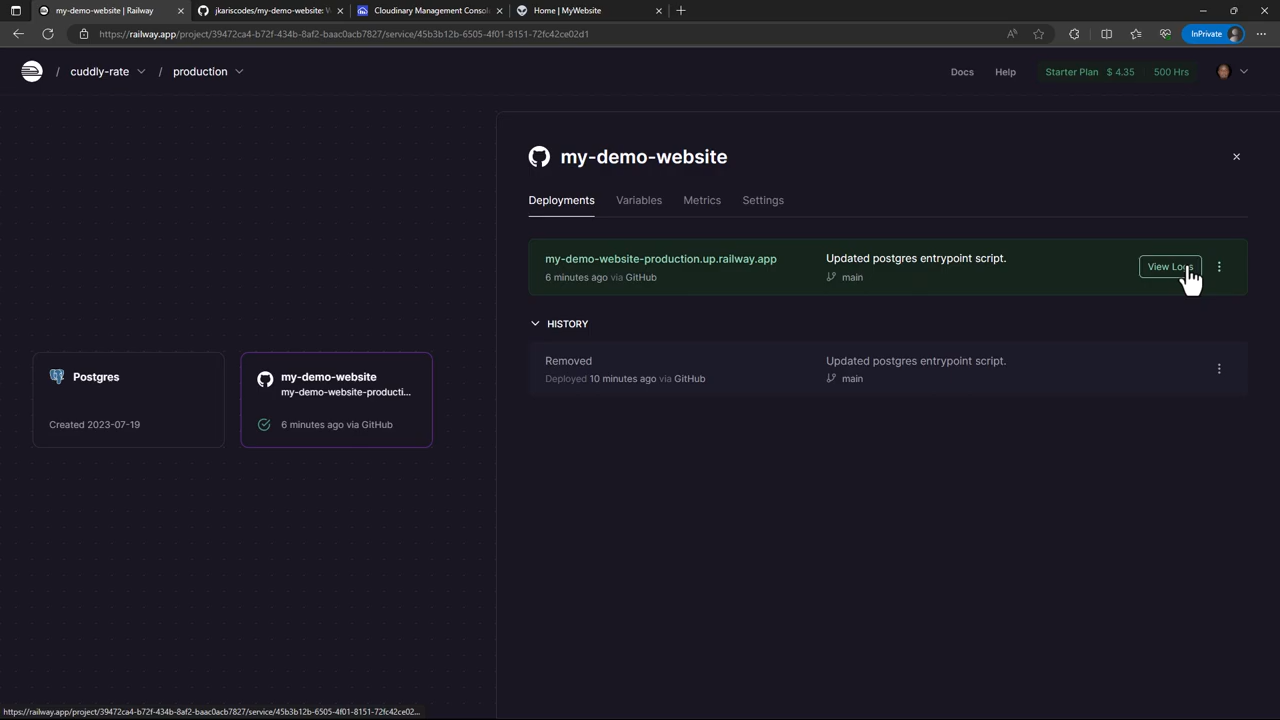 my-demo-website | Railway
jkariscodes/my-demo-website: W
Cloudinary Management Consol
Home | MyWebsite
https://railway.app/project/39472ca4-b72f-434b-8af2-baac0acb7827/service/45b3b12b-6505-4f01-8151-72fc42ce02d1
InPrivate
/ cuddly-rate / production
Docs Help Starter Plan $ 4.35 500 Hrs
my-demo-website
Deployments Variables Metrics Settings
my-demo-website-production.up.railway.app
6 minutes ago via GitHub
Updated postgres entrypoint script.
main
View Logs
HISTORY
Removed
Deployed 10 minutes ago via GitHub
Updated postgres entrypoint script.
main
Postgres
Created 2023-07-19
my-demo-website
my-demo-website-producti...
6 minutes ago via GitHub
https://railway.app/project/39472ca4-b72f-434b-8af2-baac0acb7827/service/45b3b12b-6505-4f01-8151-72fc42ce02...